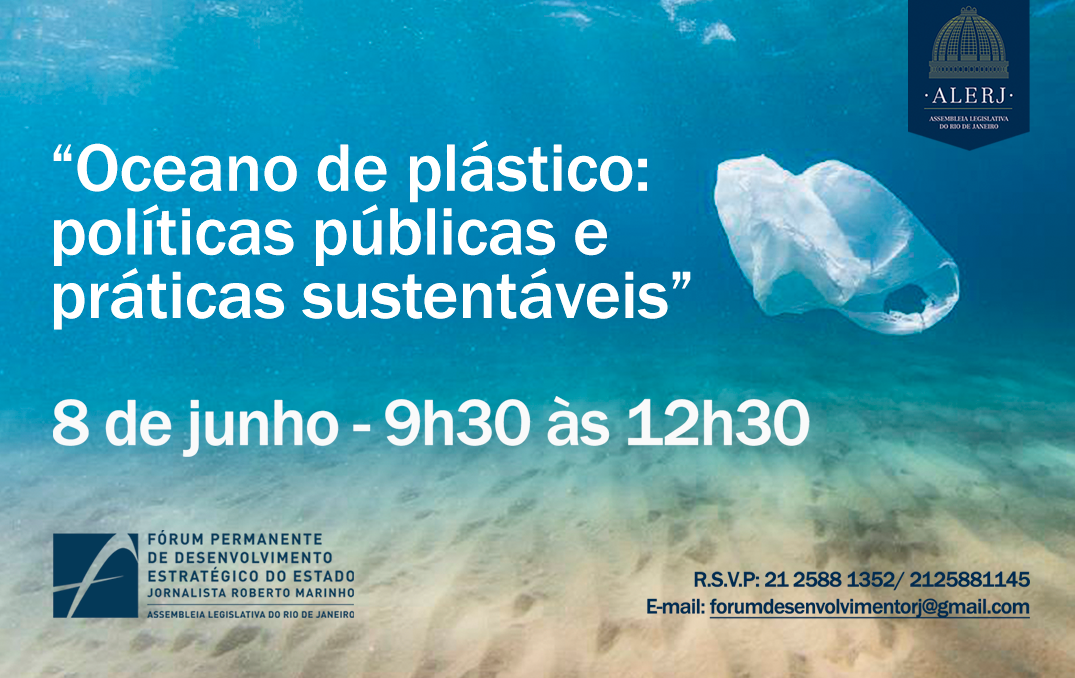 ·ALERJ·
ASSEMBLEIA LEGISLATIVA
DO RIO DE JANEIRO
“Oceano de plástico:
políticas públicas e
práticas sustentáveis”
8 de junho - 9h30 às 12h30
FÓRUM PERMANENTE
DE DESENVOLVIMENTO
ESTRATÉGICO DO ESTADO
JORNALISTA ROBERTO MARINHO
ASSEMBLEIA LEGISLATIVA DO RIO DE JANEIRO
R.S.V.P: 21 2588 1352/ 2125881145
E-mail: forumdesenvolvimentorj@gmail.com